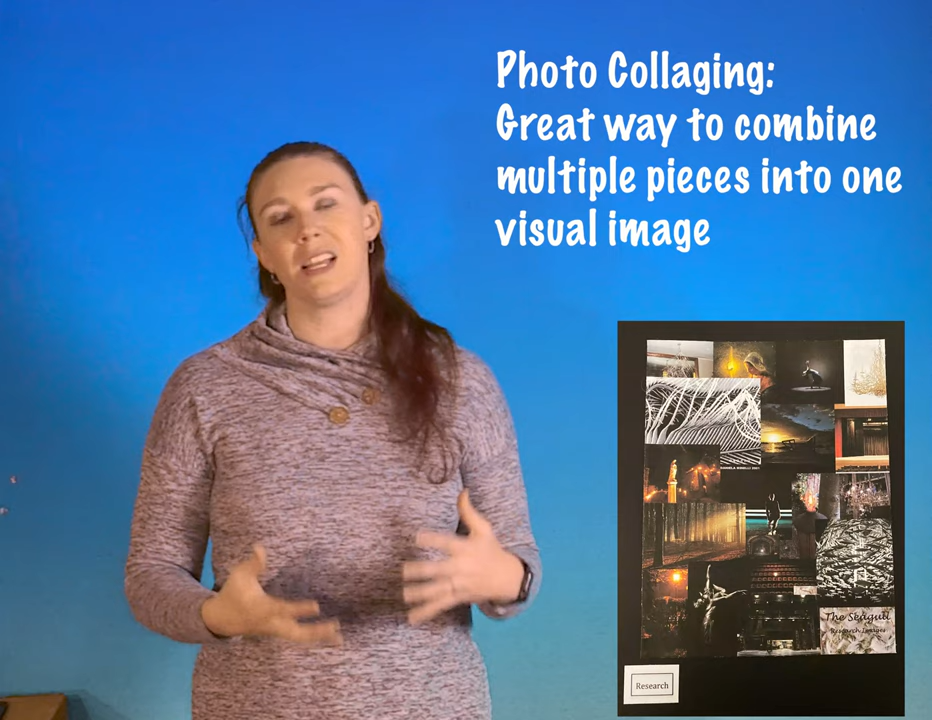 Photo Collaging:
Great way to combine
multiple pieces into one
visual image
The Seagull
Research Images
Research